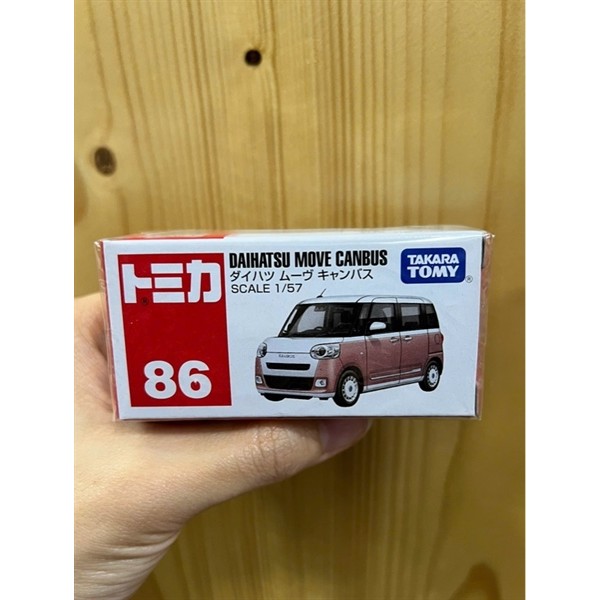 トミカ
86
DAIHATSU MOVE CANBUS
ダイハツ ムーヴ キャンバス
SCALE 1/57
TAKARA
TOMY